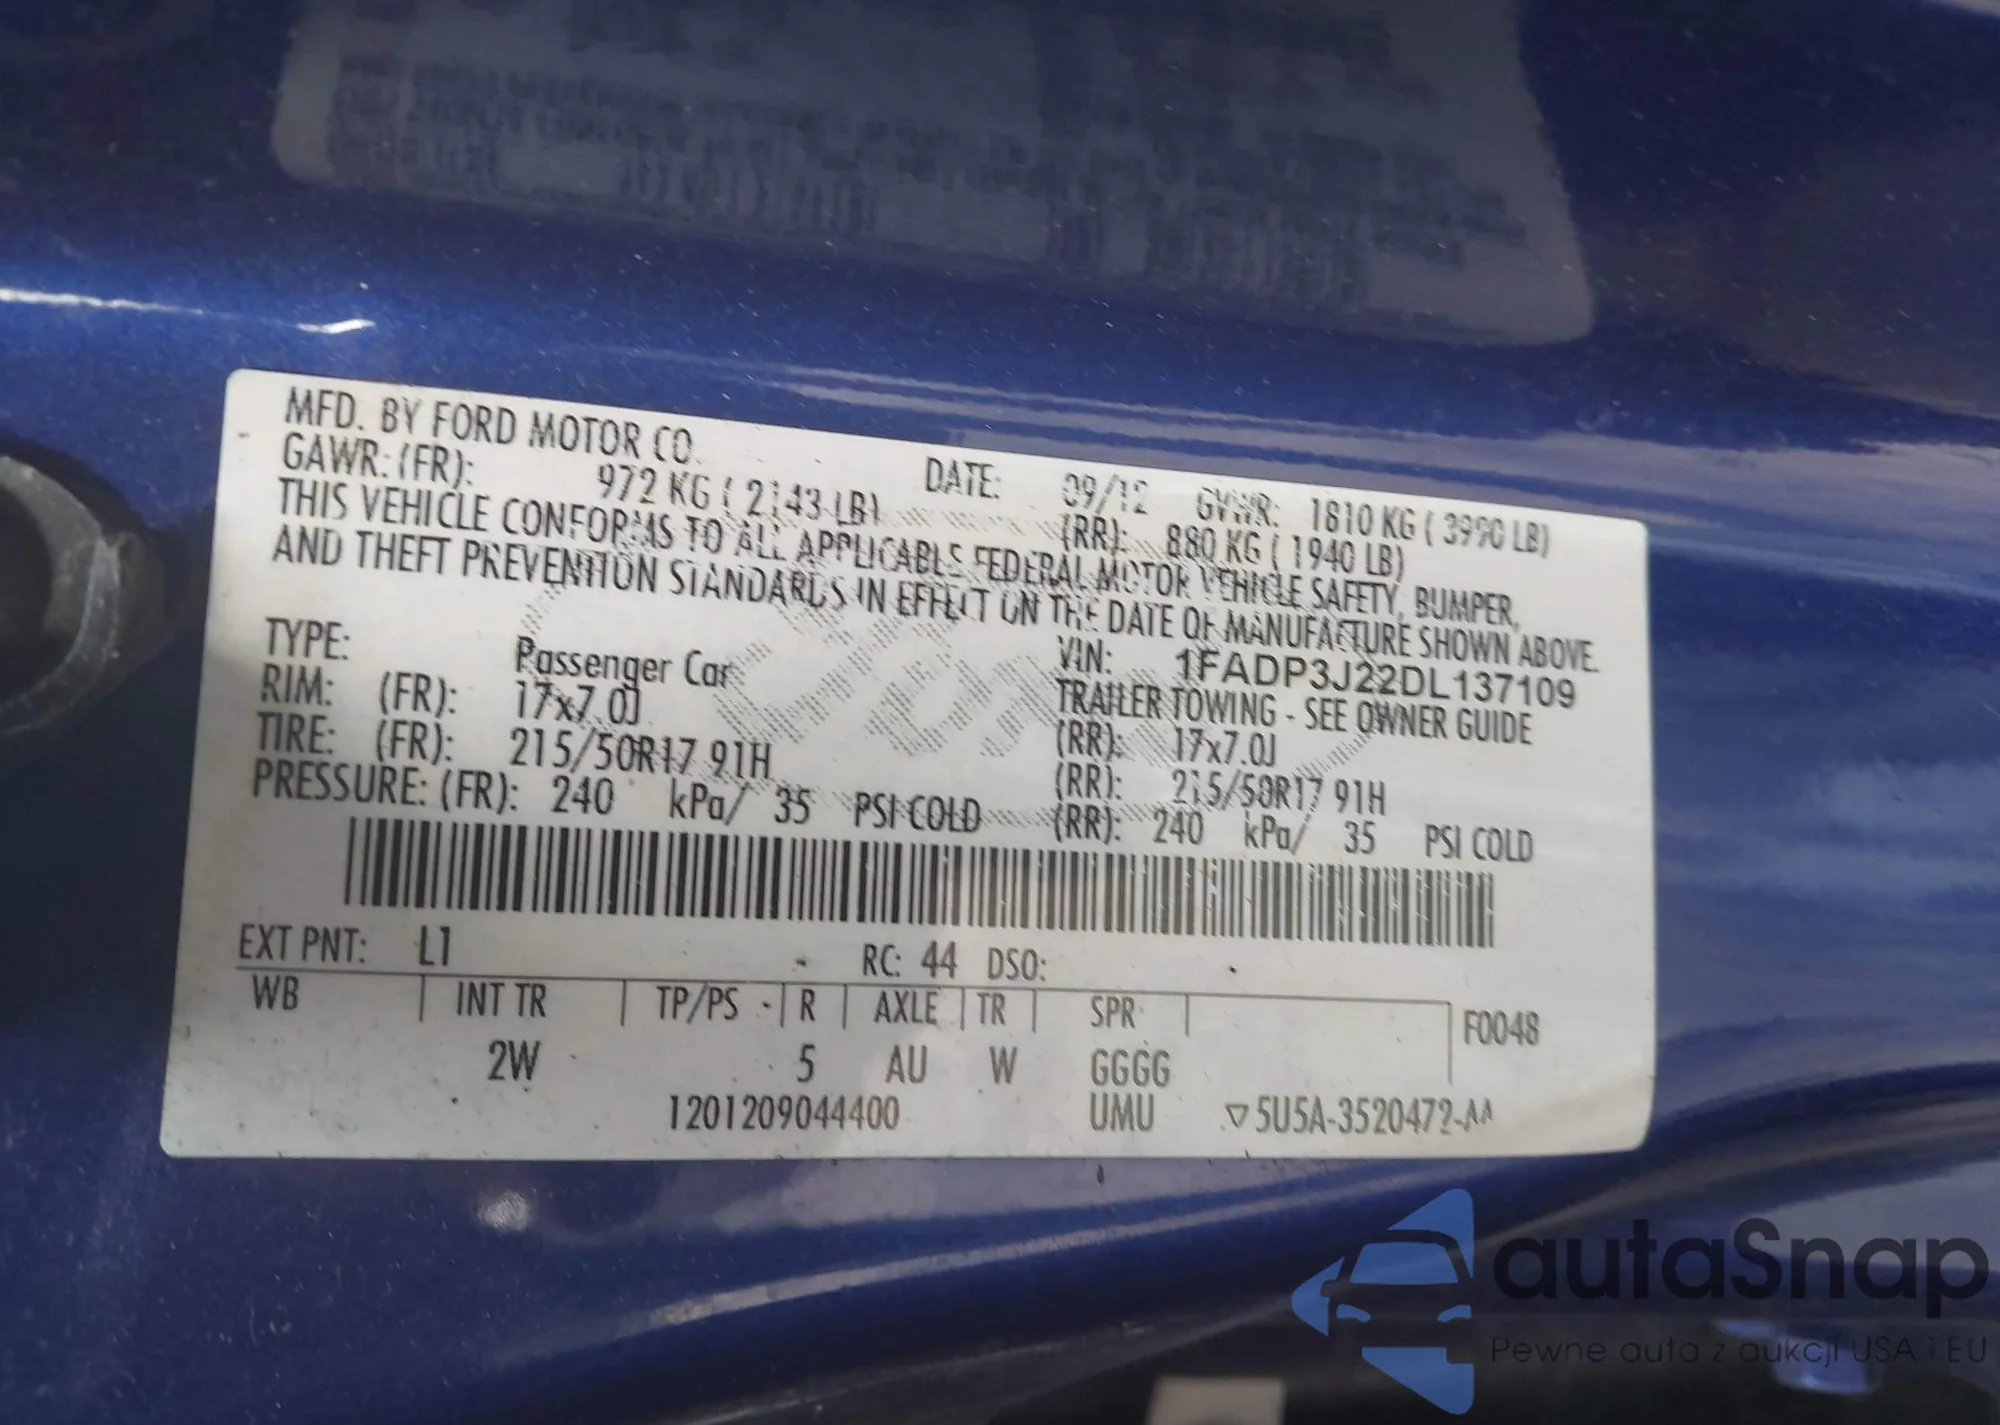 MFD. BY FORD MOTOR CO. DATE: 09/12 GVWR: 1810 KG ( 3990 LB)
GAWR: (FR): 972 KG ( 2143 LB) (RR): 880 KG ( 1940 LB)
THIS VEHICLE CONFORMS TO ALL APPLICABLE FEDERAL MOTOR VEHICLE SAFETY, BUMPER,
AND THEFT PREVENTION STANDARDS IN EFFECT ON THE DATE OF MANUFACTURE SHOWN ABOVE.
VIN: 1FADP3J22DL137109
TYPE: Passenger Car TRAILER TOWING - SEE OWNER GUIDE
RIM: (FR): 17x7.0J (RR): 17x7.0J
TIRE: (FR): 215/50R17 91H (RR): 215/50R17 91H
PRESSURE: (FR): 240 kPa/ 35 PSI COLD (RR): 240 kPa/ 35 PSI COLD
EXT PNT: L1 RC: 44 DSO:
WB INT TR TP/PS R AXLE TR SPR F0048
2W 5 AU W GGGG
1201209044400 UMU ▽5U5A-3520472-AA
autaSnap
Pewne auta z aukcji USA i EU